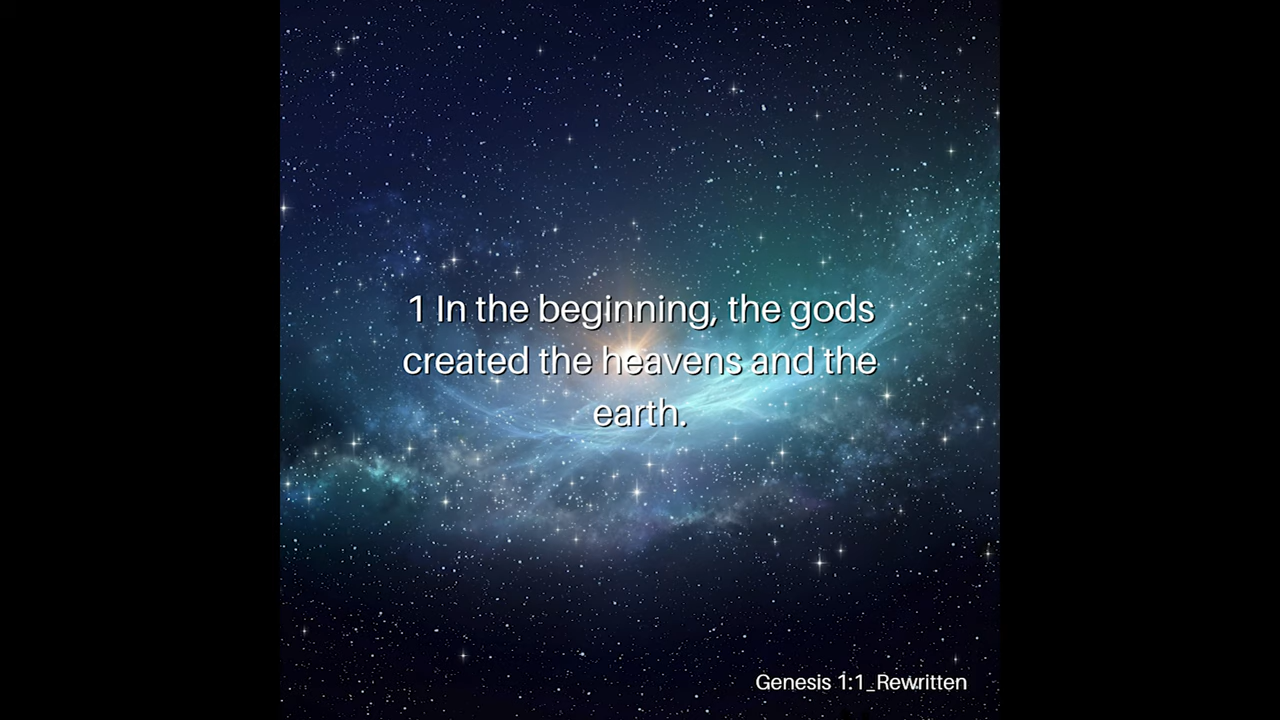 1 In the beginning, the gods
created the heavens and the
earth.
Genesis 1:1_Rewritten